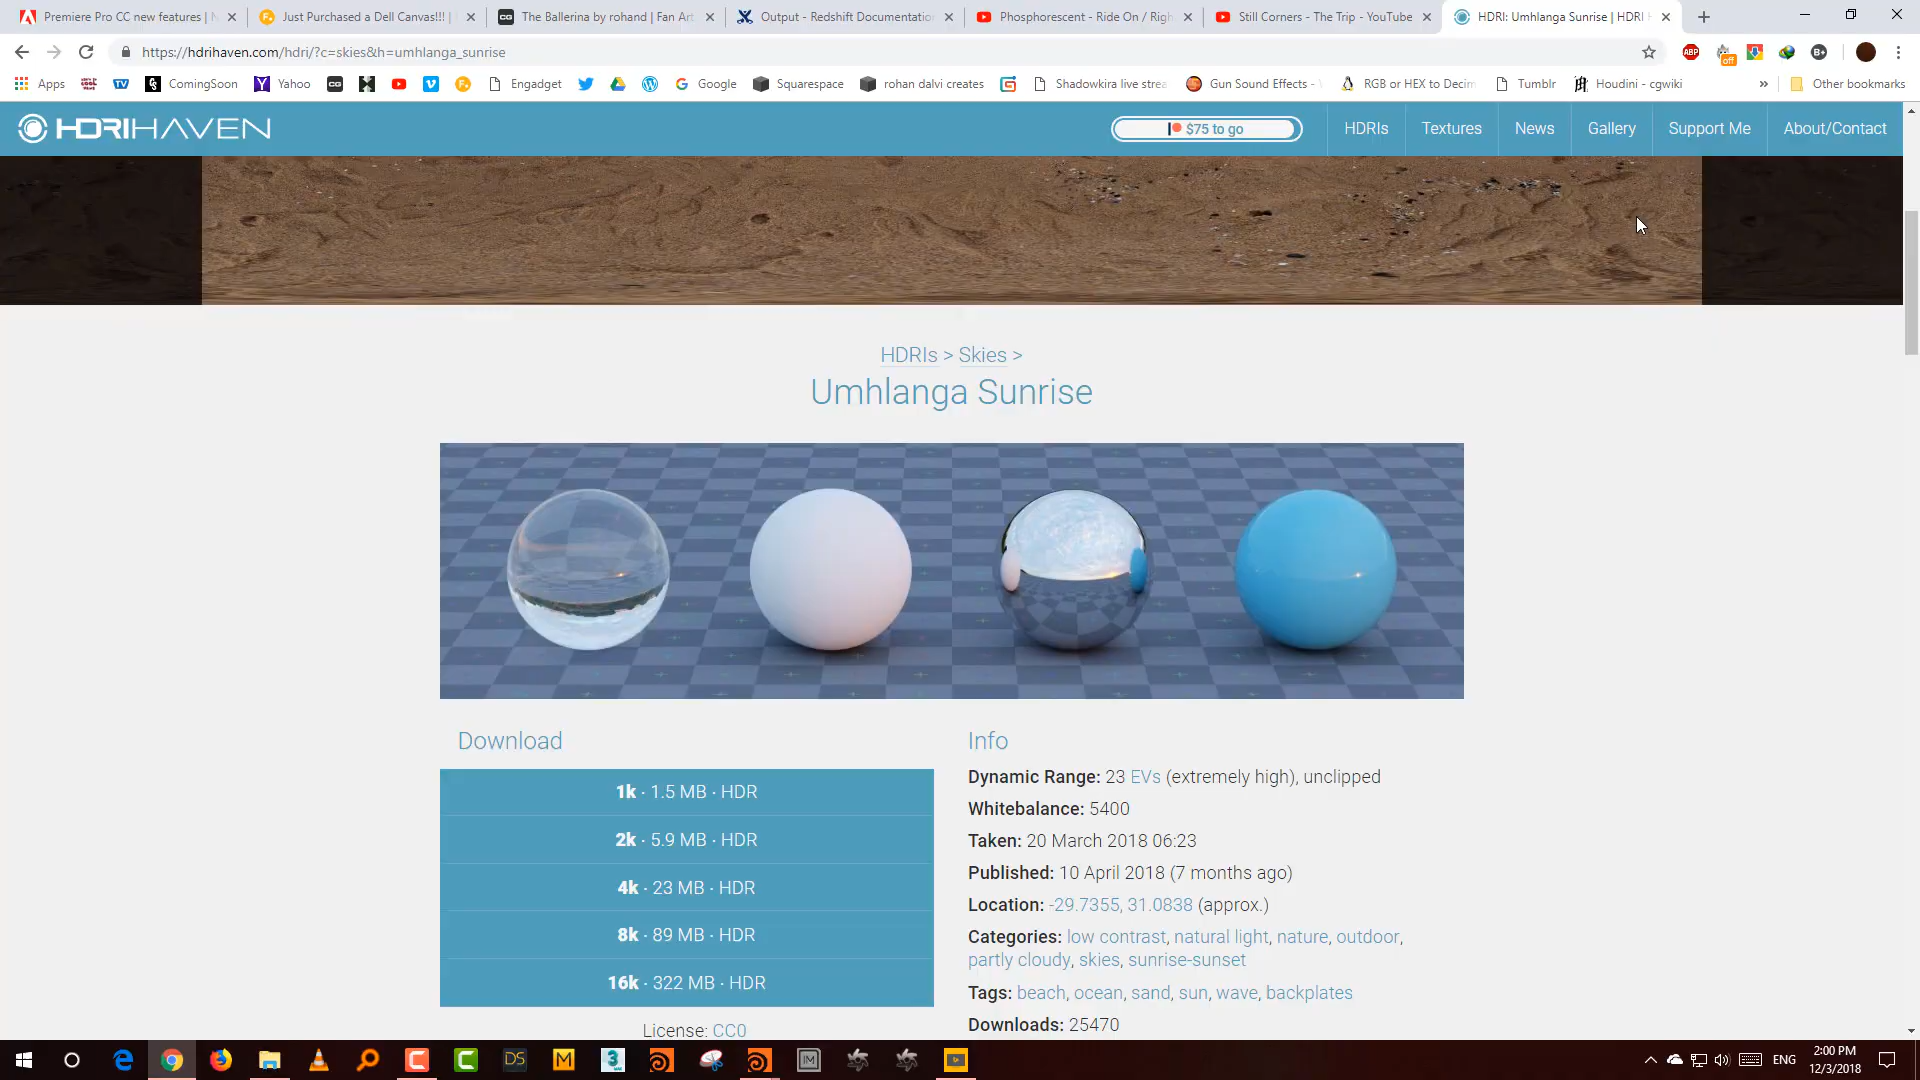 Premiere Pro CC new features | N
Just Purchased a Dell Canvas!!! |
The Ballerina by rohand | Fan Art
Output - Redshift Documentation
Phosphorescent - Ride On / Righ
Still Corners - The Trip - YouTube
HDRI: Umhlanga Sunrise | HDRI H
https://hdrihaven.com/hdri/?c=skies&h=umhlanga_sunrise
Apps
ComingSoon
Yahoo
Engadget
Google
Squarespace
rohan dalvi creates
Shadowkira live strea
Gun Sound Effects -
RGB or HEX to Decim
Tumblr
Houdini - cgwiki
Other bookmarks
HDRIHAVEN
$75 to go
HDRIs
Textures
News
Gallery
Support Me
About/Contact
HDRIs > Skies >
Umhlanga Sunrise
Download
1k · 1.5 MB · HDR
2k · 5.9 MB · HDR
4k · 23 MB · HDR
8k · 89 MB · HDR
16k · 322 MB · HDR
License: CC0
Info
Dynamic Range: 23 EVs (extremely high), unclipped
Whitebalance: 5400
Taken: 20 March 2018 06:23
Published: 10 April 2018 (7 months ago)
Location: -29.7355, 31.0838 (approx.)
Categories: low contrast, natural light, nature, outdoor,
partly cloudy, skies, sunrise-sunset
Tags: beach, ocean, sand, sun, wave, backplates
Downloads: 25470
ENG
2:00 PM
12/3/2018